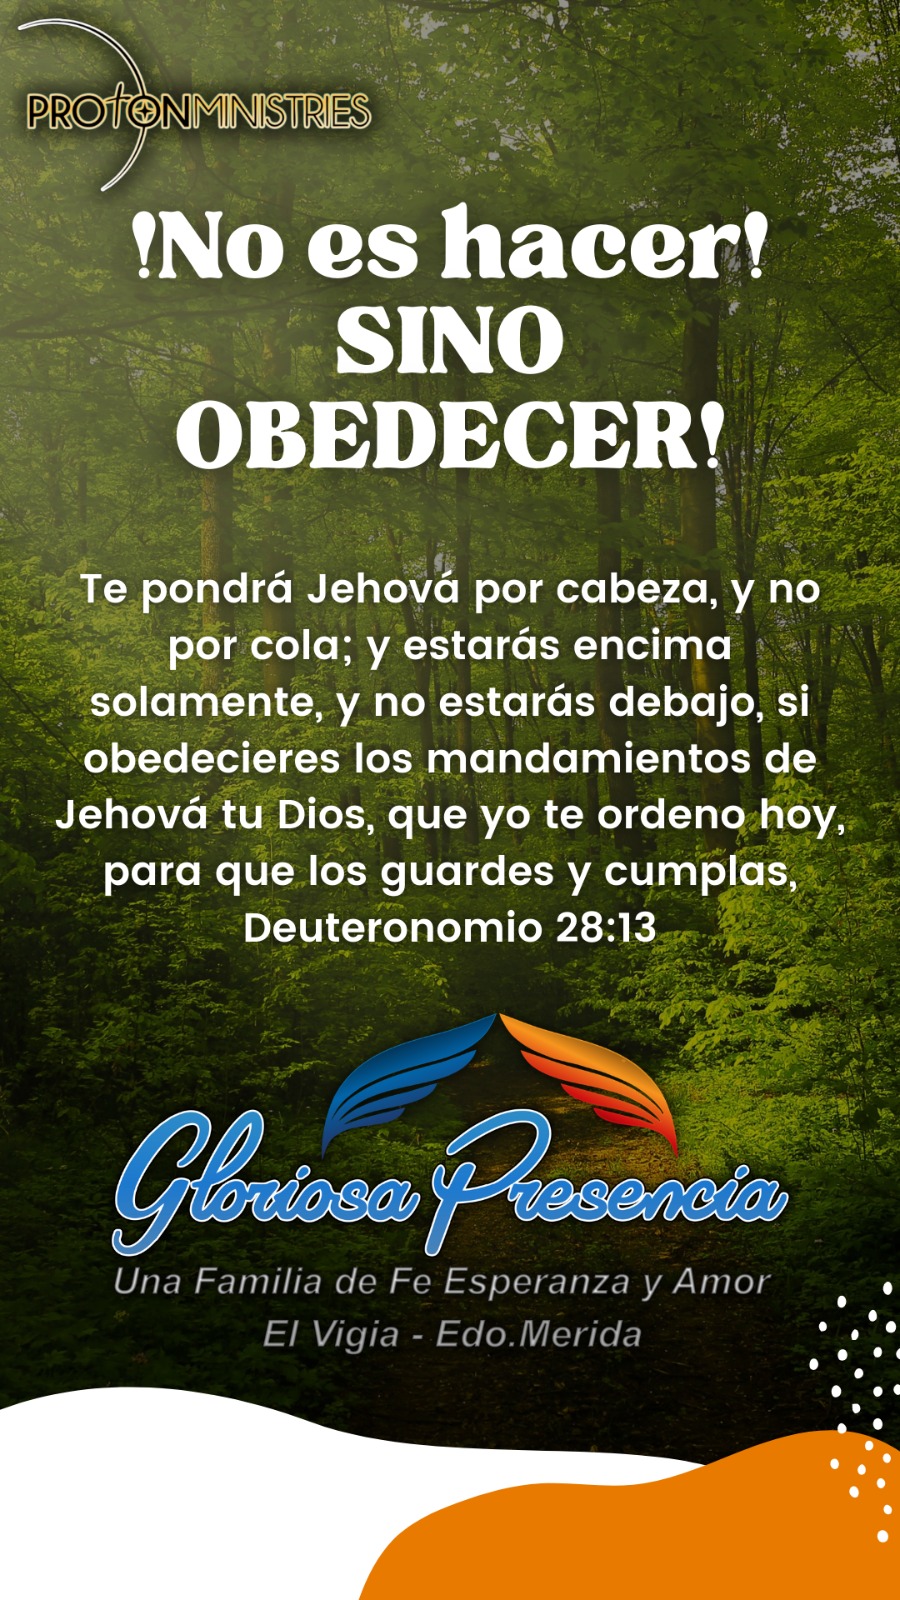 PROTONMINISTRIES
!No es hacer!
SINO
OBEDECER!
Te pondrá Jehová por cabeza, y no
por cola; y estarás encima
solamente, y no estarás debajo, si
obedecieres los mandamientos de
Jehová tu Dios, que yo te ordeno hoy,
para que los guardes y cumplas,
Deuteronomio 28:13
Gloriosa Presencia
Una Familia de Fe Esperanza y Amor
El Vigia - Edo.Merida